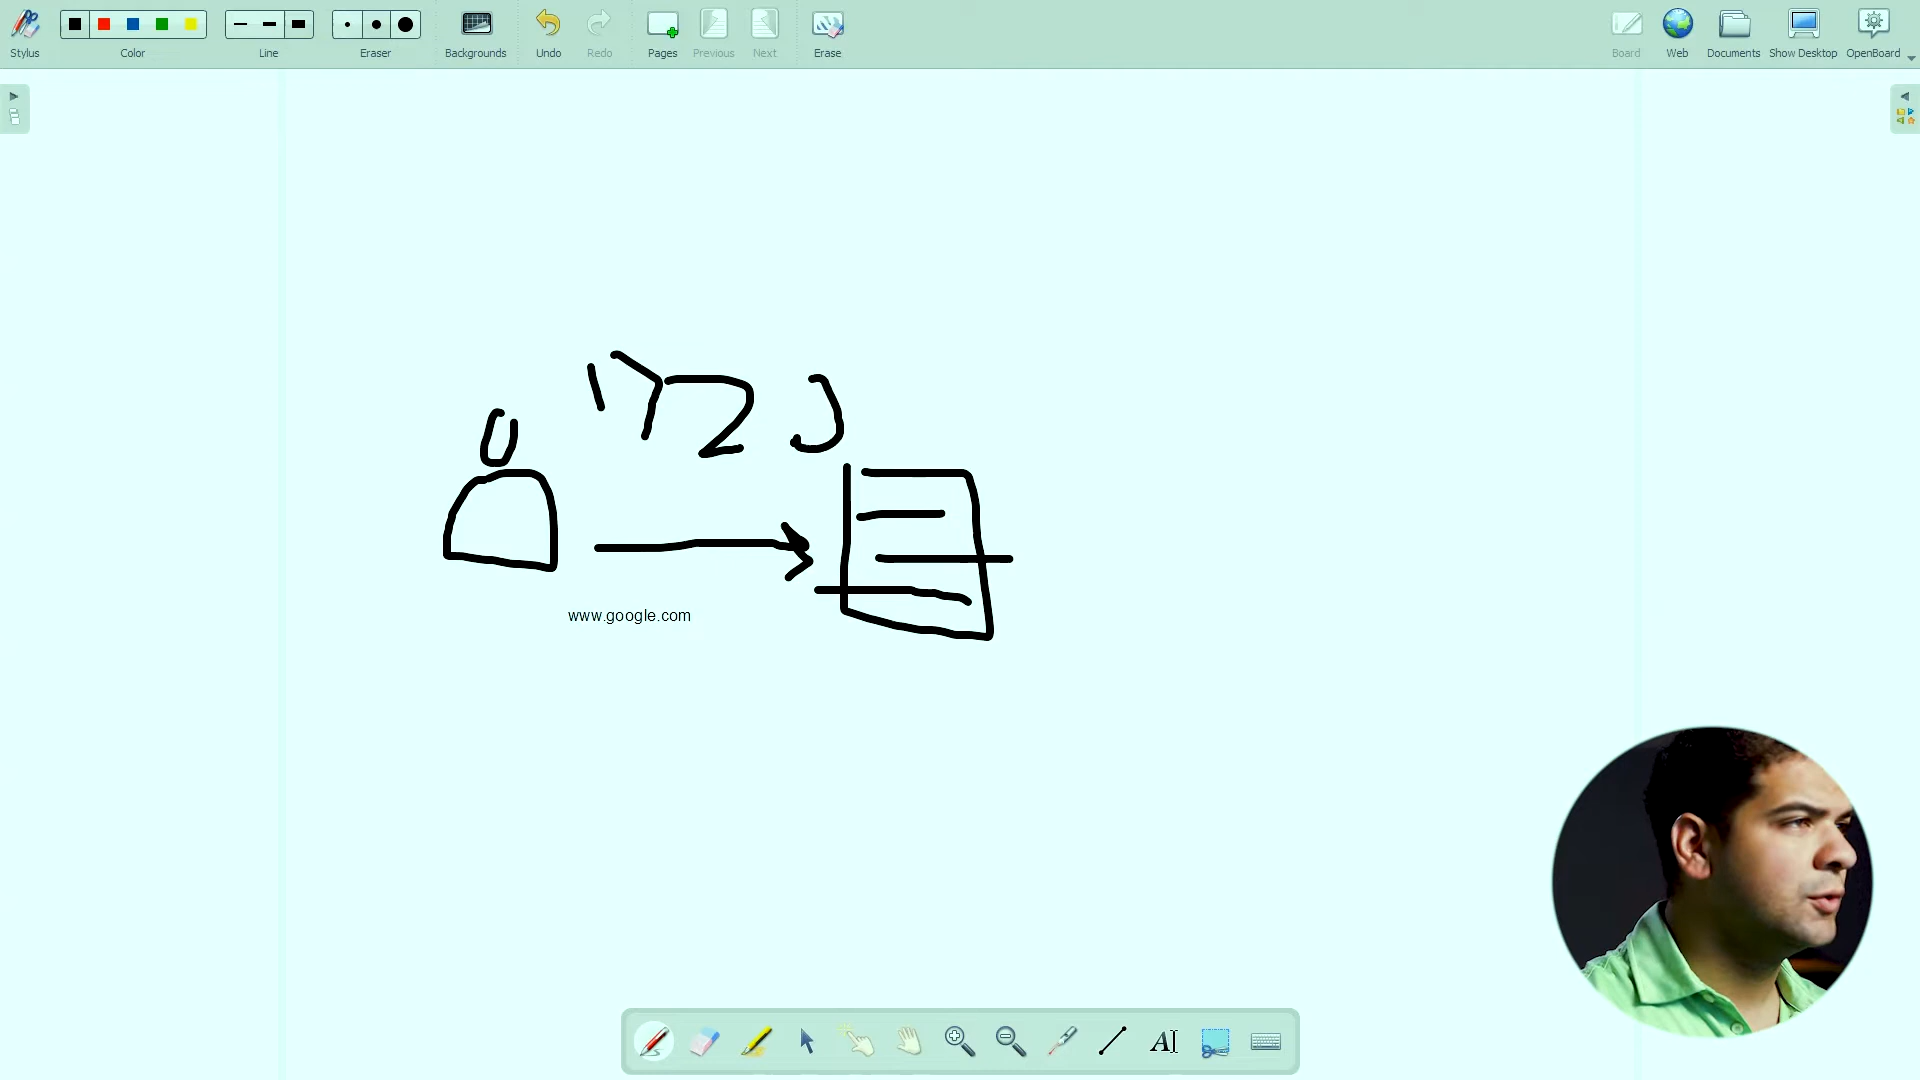 Stylus
Color
Line
Eraser
Backgrounds
Undo
Redo
Pages
Previous
Next
Erase
Board
Web
Documents
Show Desktop
OpenBoard
www.google.com